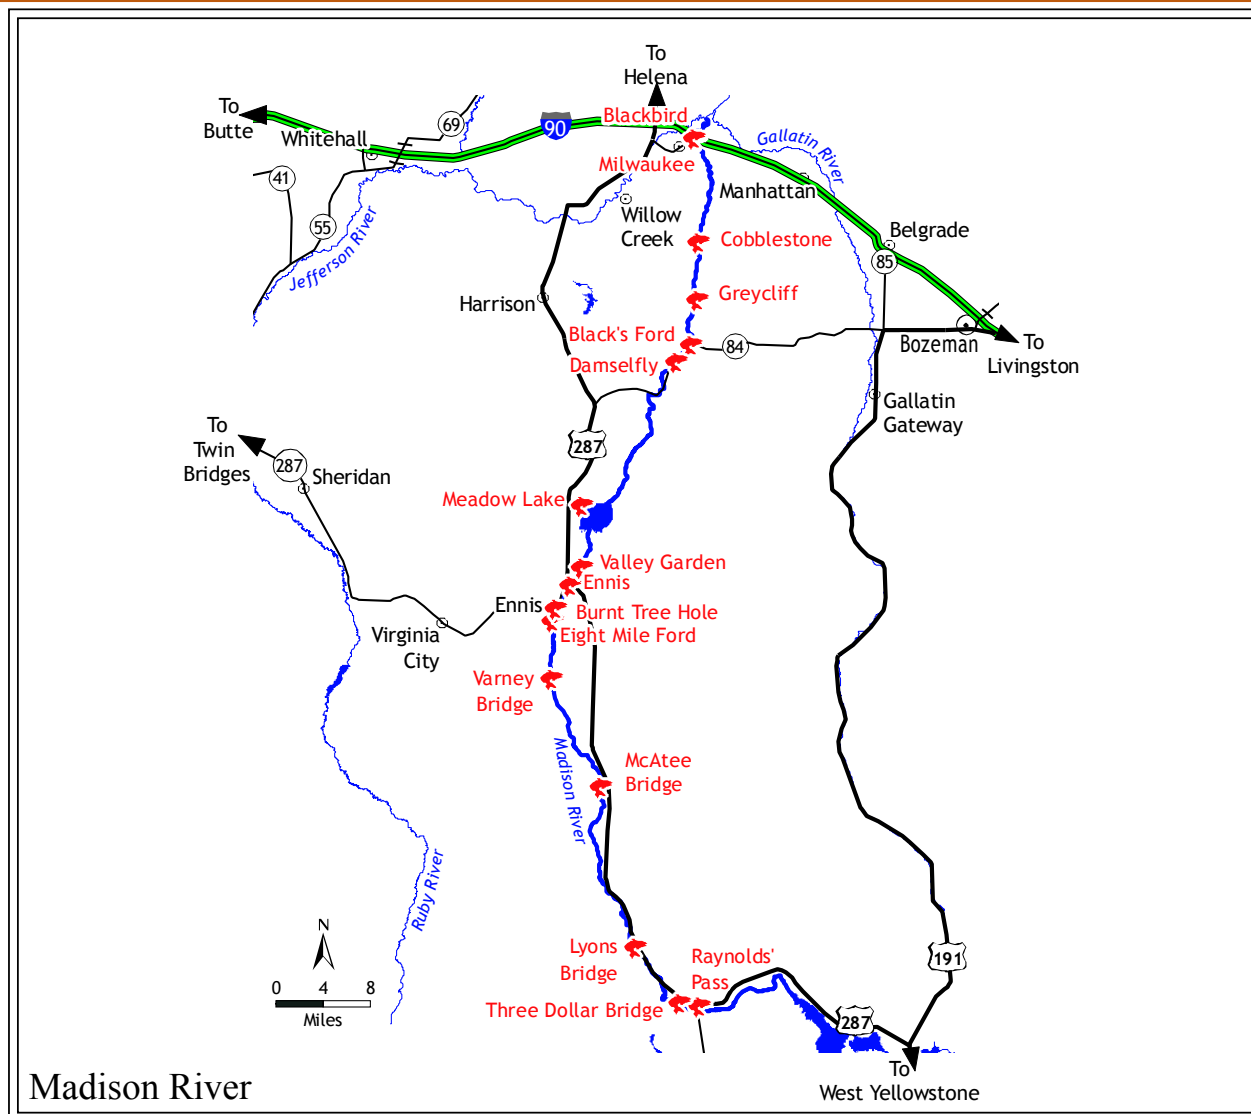 To
Helena
To
Butte
Whitehall
69
90
Blackbird
Gallatin River
Milwaukee
Manhattan
41
55
Jefferson River
Willow
Creek
Cobblestone
Belgrade
85
Harrison
Greycliff
Black's Ford
84
Bozeman
To
Livingston
Damselfly
Gallatin
Gateway
To
Twin
Bridges
287
Sheridan
287
Meadow Lake
Valley Garden
Ennis
Ennis
Burnt Tree Hole
Eight Mile Ford
Virginia
City
Varney
Bridge
Madison River
McAtee
Bridge
Ruby River
N
0 4 8
Miles
Lyons
Bridge
Raynolds'
Pass
191
Three Dollar Bridge
287
To
West Yellowstone
Madison River